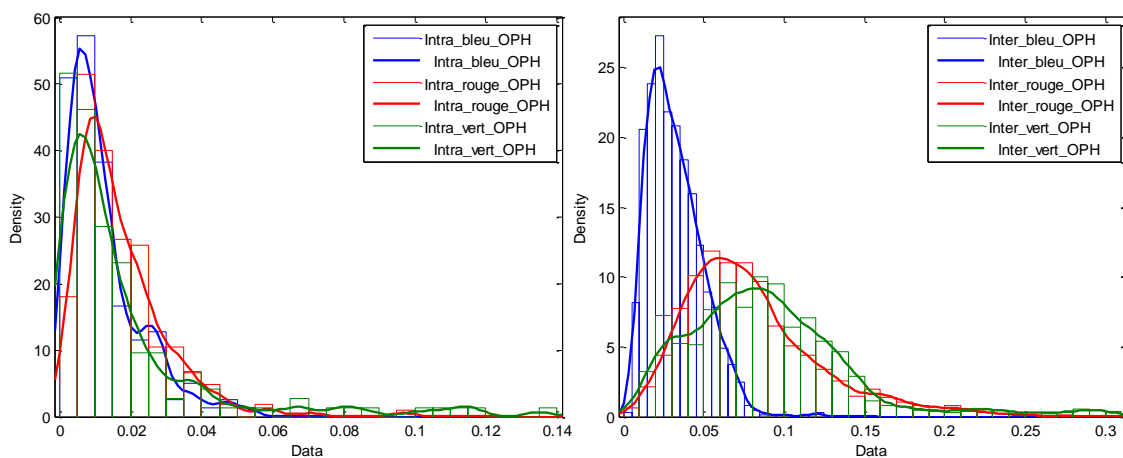 60
50
40
30
20
10
0
Density
0
0.02
0.04
0.06
0.08
0.1
0.12
0.14
Data
Intra_bleu_OPH
Intra_bleu_OPH
Intra_rouge_OPH
Intra_rouge_OPH
Intra_vert_OPH
Intra_vert_OPH
25
20
15
10
5
0
Density
0
0.05
0.1
0.15
0.2
0.25
0.3
Data
Inter_bleu_OPH
Inter_bleu_OPH
Inter_rouge_OPH
Inter_rouge_OPH
Inter_vert_OPH
Inter_vert_OPH